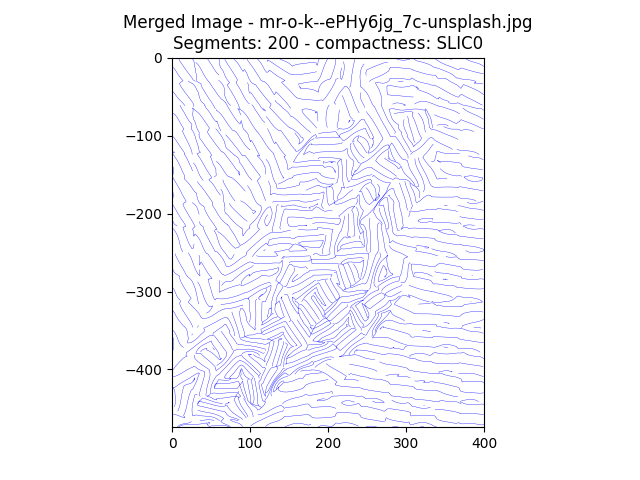 Merged Image - mr-o-k--ePHy6jg_7c-unsplash.jpg
Segments: 200 - compactness: SLIC0
0
−100
−200
−300
−400
0 100 200 300 400